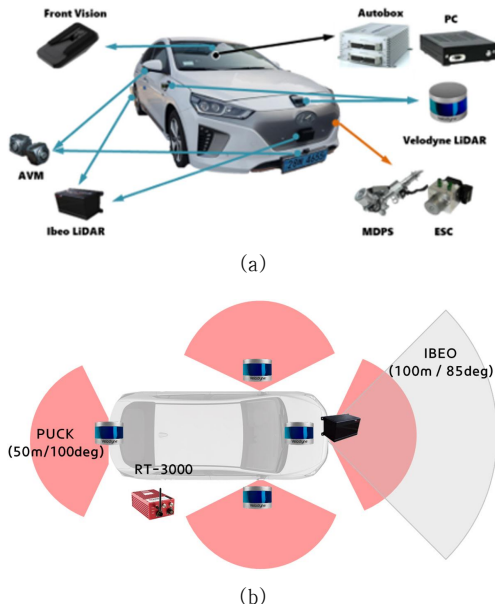 Front Vision
Autobox
PC
Velodyne LiDAR
AVM
Ibeo LiDAR
MDPS
ESC
(a)
IBEO
(100m / 85deg)
PUCK
(50m/100deg)
RT-3000
(b)